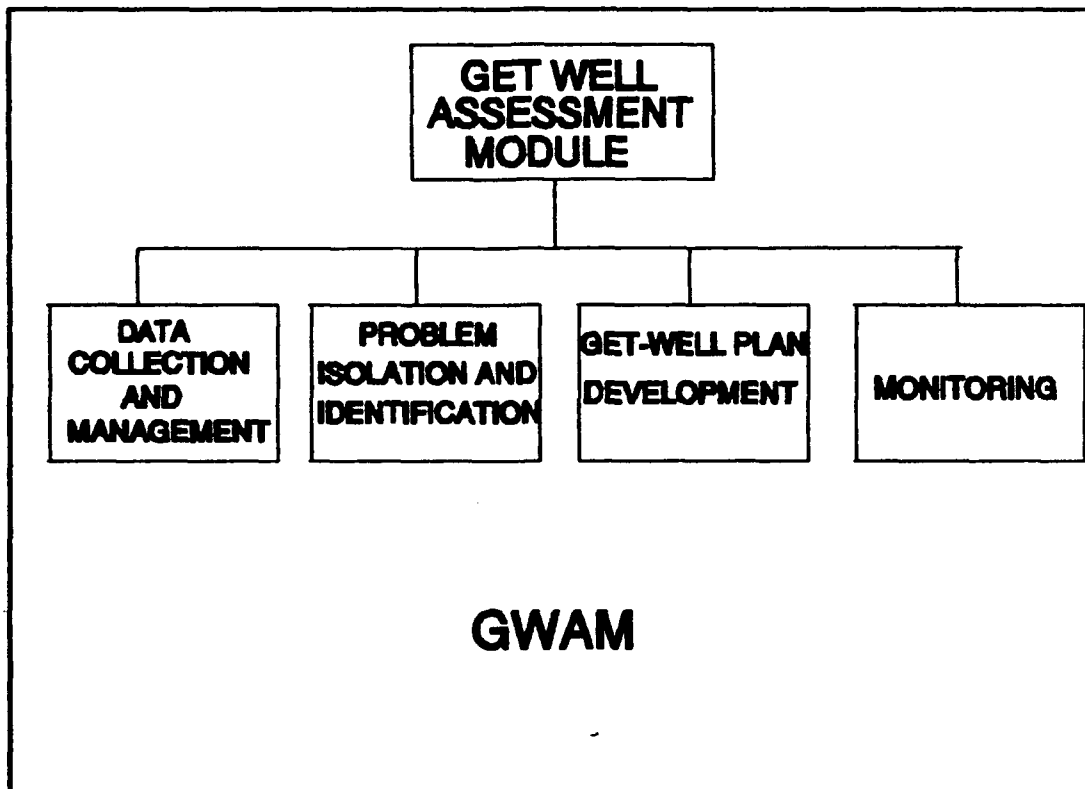 GET WELL
ASSESSMENT
MODULE
DATA
COLLECTION
AND
MANAGEMENT
PROBLEM
ISOLATION AND
IDENTIFICATION
GET-WELL PLAN
DEVELOPMENT
MONITORING
GWAM